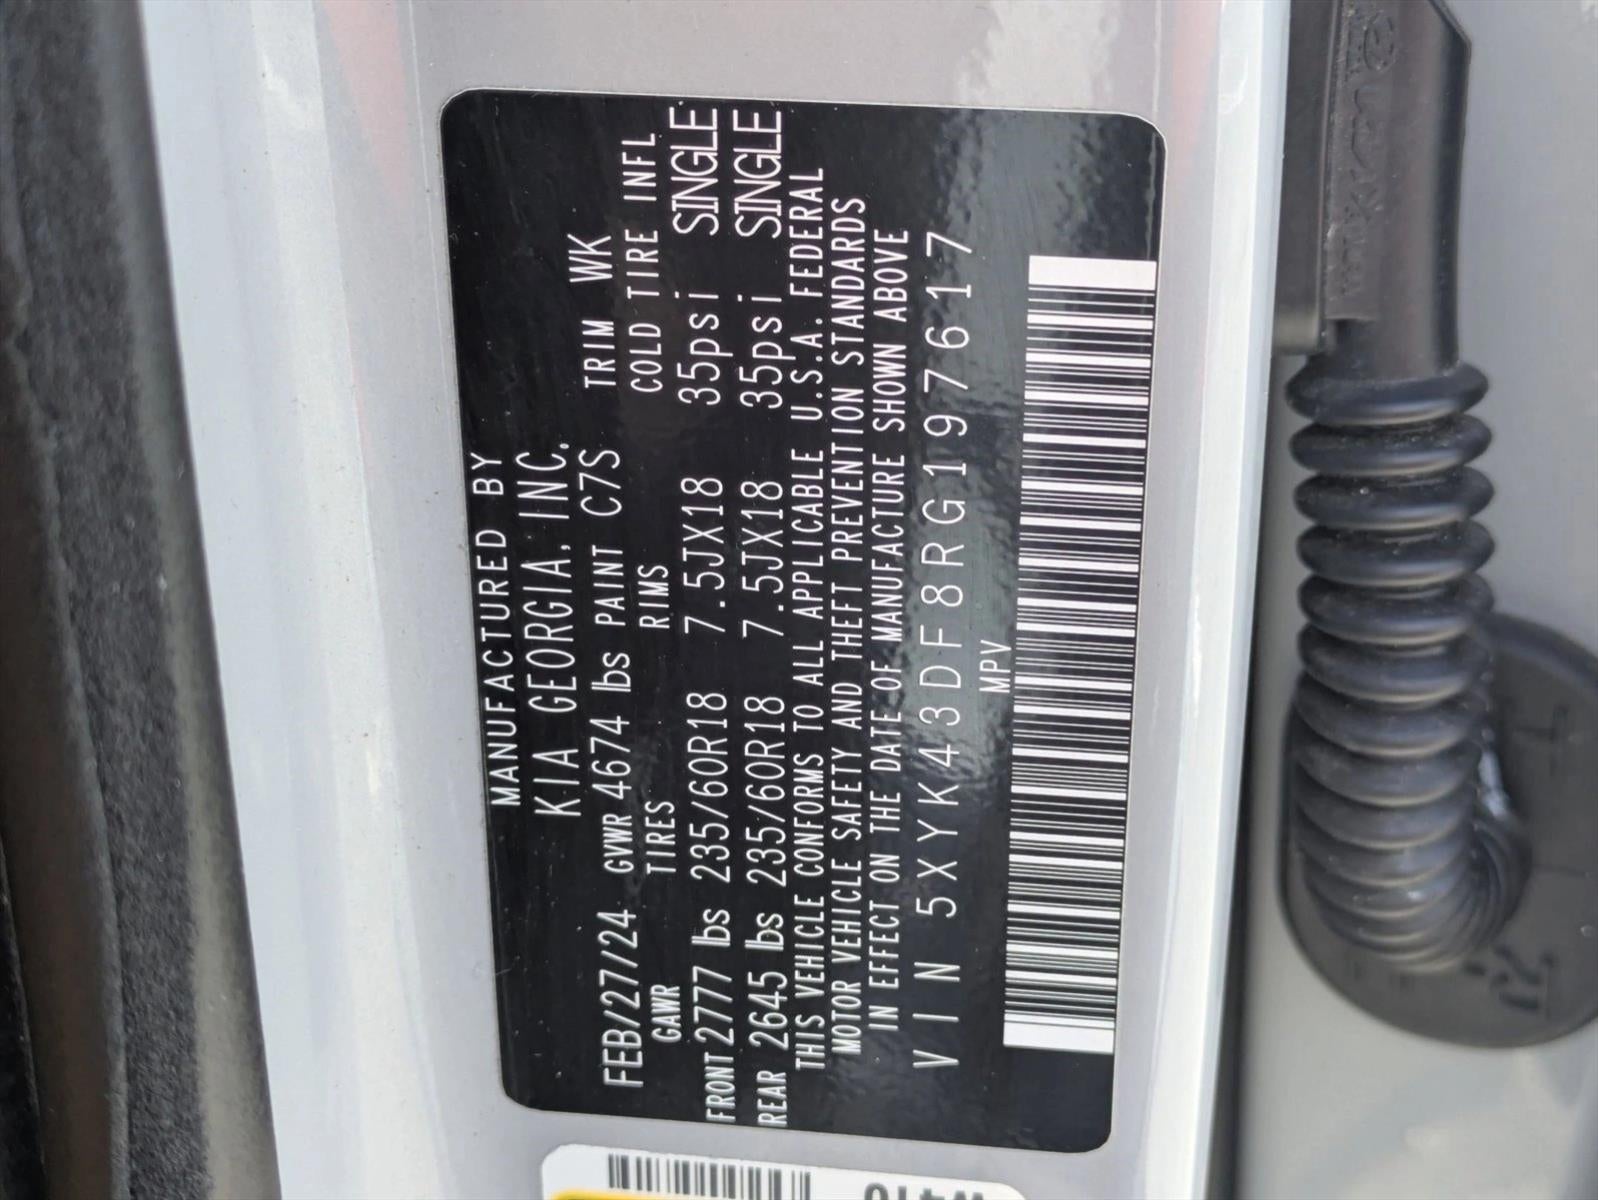 MANUFACTURED BY
KIA GEORGIA, INC.
FEB/27/24 GVWR 4674 lbs PAINT C7S TRIM WK
GAWR TIRES RIMS COLD TIRE INFL
FRONT 2777 lbs 235/60R18 7.5JX18 35psi SINGLE
REAR 2645 lbs 235/60R18 7.5JX18 35psi SINGLE
THIS VEHICLE CONFORMS TO ALL APPLICABLE U.S.A. FEDERAL
MOTOR VEHICLE SAFETY AND THEFT PREVENTION STANDARDS
IN EFFECT ON THE DATE OF MANUFACTURE SHOWN ABOVE
VIN 5XYK43DF8RG197617
MPV